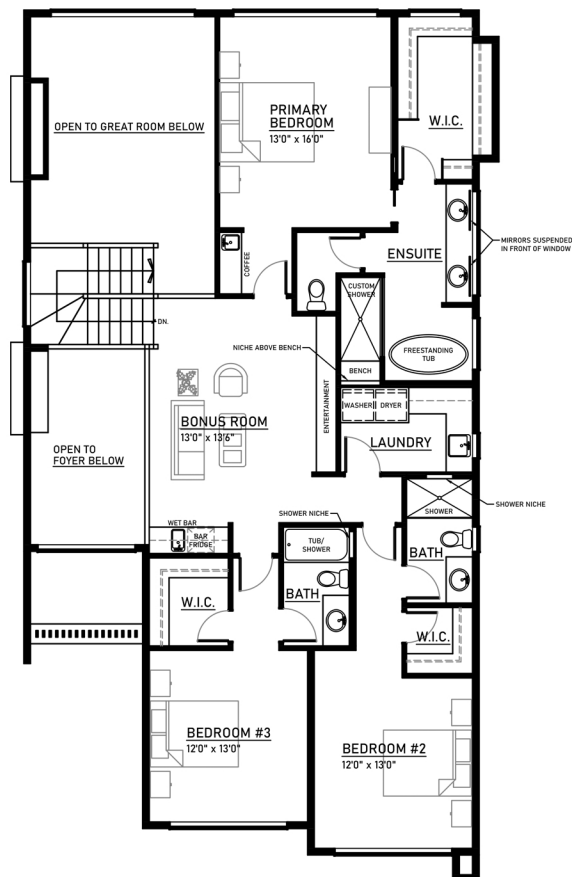 OPEN TO GREAT ROOM BELOW
PRIMARY
BEDROOM
13'0" x 16'0"
W.I.C.
MIRRORS SUSPENDED
IN FRONT OF WINDOW
ENSUITE
COFFEE
CUSTOM
SHOWER
DN.
NICHE ABOVE BENCH
FREESTANDING
TUB
BENCH
ENTERTAINMENT
WASHER
DRYER
BONUS ROOM
13'0" x 13'6"
LAUNDRY
OPEN TO
FOYER BELOW
SHOWER NICHE
SHOWER
SHOWER NICHE
WET BAR
BAR
FRIDGE
TUB/
SHOWER
BATH
W.I.C.
BATH
W.I.C.
BEDROOM #3
12'0" x 13'0"
BEDROOM #2
12'0" x 13'0"